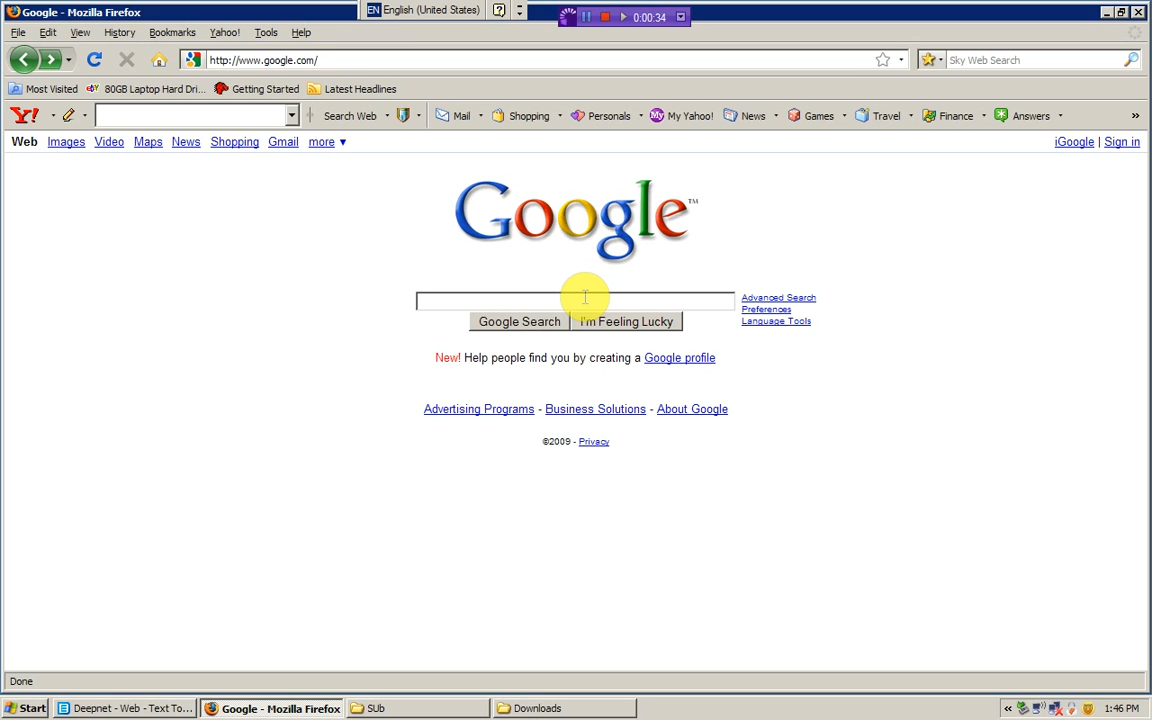 Google - Mozilla Firefox
EN English (United States)
0:00:34
File Edit View History Bookmarks Yahoo! Tools Help
http://www.google.com/
Sky Web Search
Most Visited 80GB Laptop Hard Dri... Getting Started Latest Headlines
Y! Search Web Mail Shopping Personals My Yahoo! News Games Travel Finance Answers »
Web Images Video Maps News Shopping Gmail more ▼ iGoogle | Sign in
Google™
Advanced Search
Preferences
Language Tools
Google Search I'm Feeling Lucky
New! Help people find you by creating a Google profile
Advertising Programs - Business Solutions - About Google
©2009 - Privacy
Done
Start Deepnet - Web - Text To... Google - Mozilla Firefox SUb Downloads « 1:46 PM